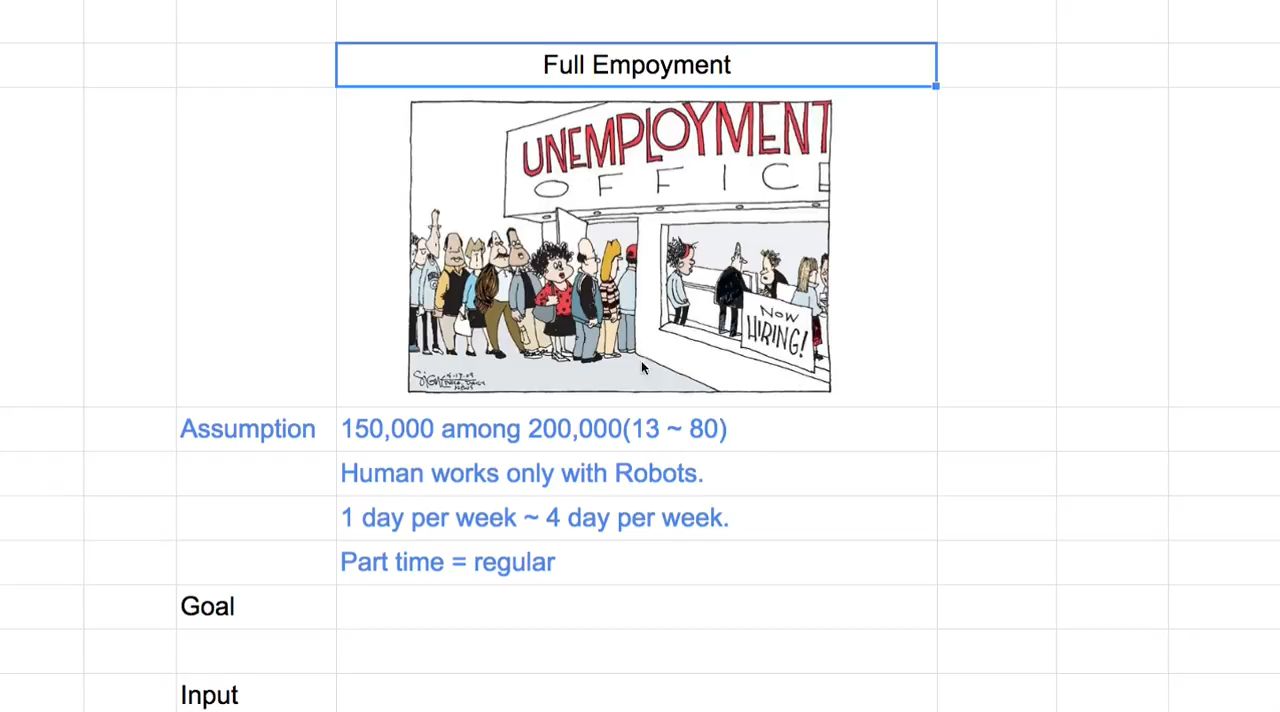 Full Empoyment
UNEMPLOYMENT
OFFICE
NOW
HIRING!
Assumption 150,000 among 200,000(13 ~ 80)
Human works only with Robots.
1 day per week ~ 4 day per week.
Part time = regular
Goal
Input